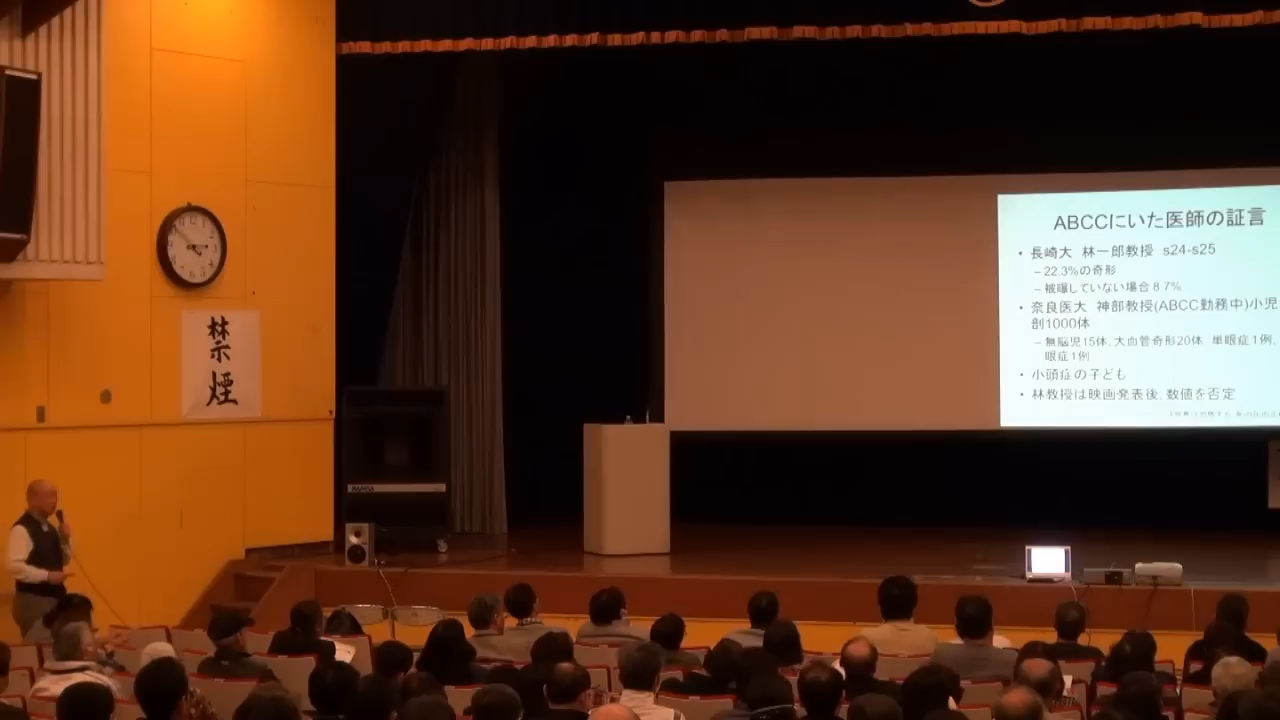 ABCCにいた医師の証言
• 長崎大 林一郎教授 s24-s25
– 22.3%の奇形
– 被曝していない場合 8.7%
• 奈良医大 神部教授(ABCC勤務中)小児
剖1000体
– 無脳児15体、大血管奇形20体 単眼症1例、
眼症1例
• 小頭症の子ども
• 林教授は映画発表後、数値を否定
禁煙
RAMSA